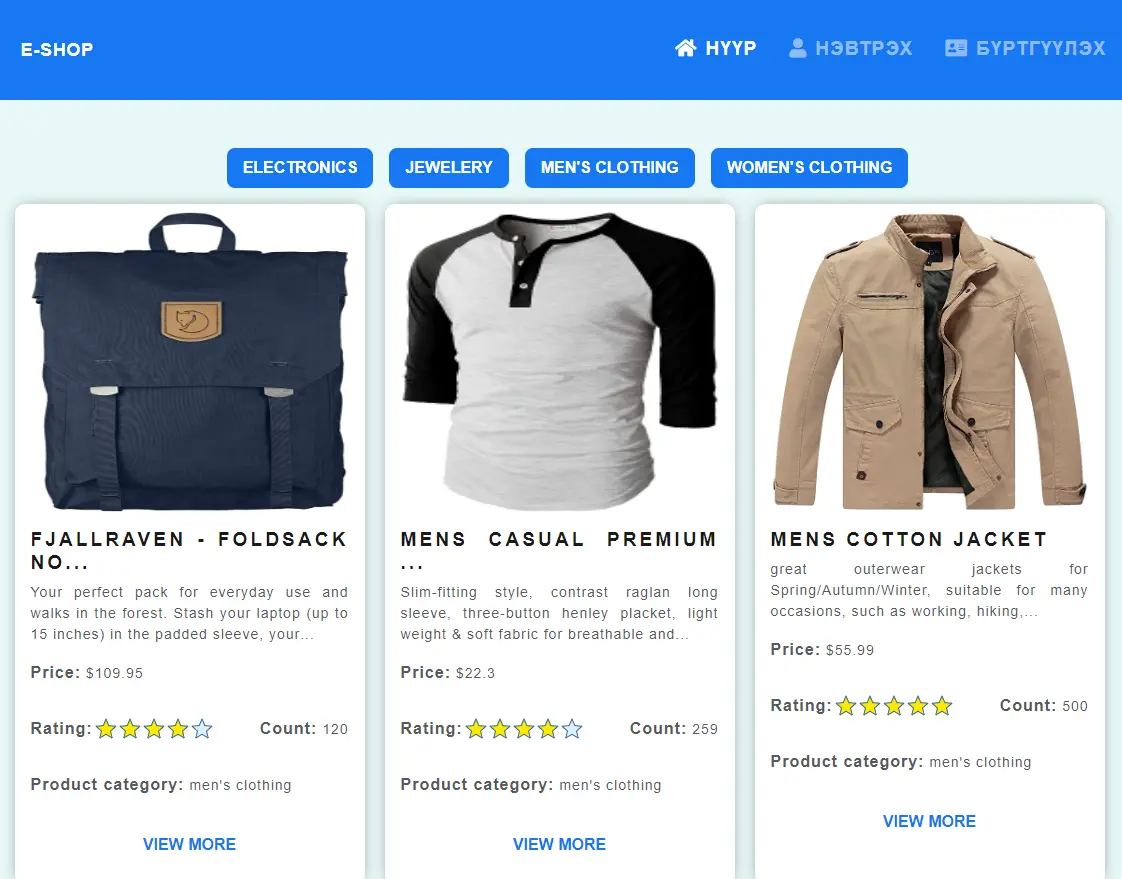 E-SHOP
НҮҮР
НЭВТРЭХ
БҮРТГҮҮЛЭХ
ELECTRONICS
JEWELERY
MEN'S CLOTHING
WOMEN'S CLOTHING
FJALLRAVEN - FOLDSACK
NO...
Your perfect pack for everyday use and
walks in the forest. Stash your laptop (up to
15 inches) in the padded sleeve, your...
Price: $109.95
Rating:
Count: 120
Product category: men's clothing
VIEW MORE
MENS CASUAL PREMIUM
...
Slim-fitting style, contrast raglan long
sleeve, three-button henley placket, light
weight & soft fabric for breathable and...
Price: $22.3
Rating:
Count: 259
Product category: men's clothing
VIEW MORE
MENS COTTON JACKET
great outerwear jackets for
Spring/Autumn/Winter, suitable for many
occasions, such as working, hiking,...
Price: $55.99
Rating:
Count: 500
Product category: men's clothing
VIEW MORE